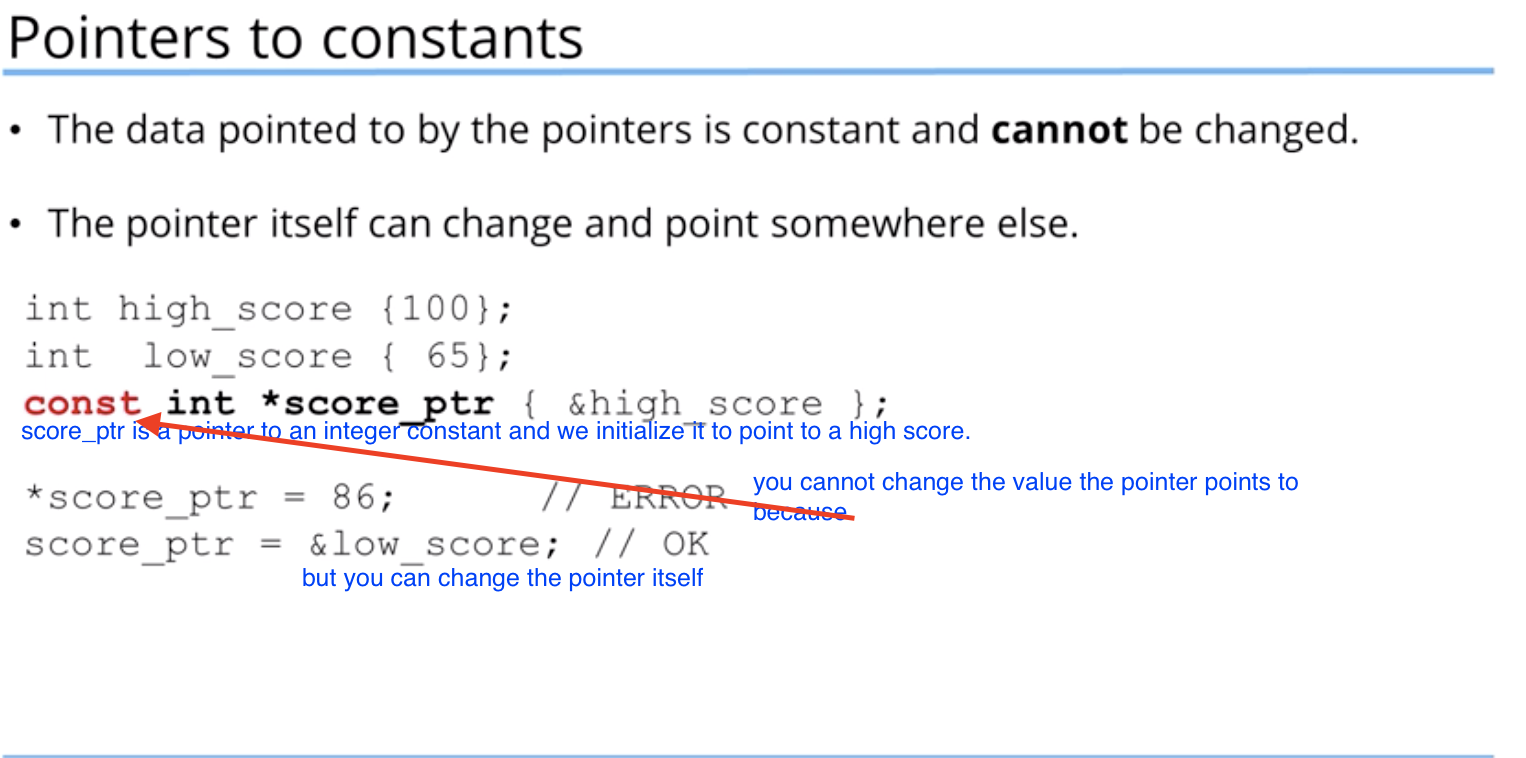 Pointers to constants
• The data pointed to by the pointers is constant and cannot be changed.
• The pointer itself can change and point somewhere else.
int high_score {100};
int  low_score { 65};
const int *score_ptr { &high_score };
score_ptr is a pointer to an integer constant and we initialize it to point to a high score.
*score_ptr = 86;      // ERROR
you cannot change the value the pointer points to
because
score_ptr = &low_score; // OK
but you can change the pointer itself